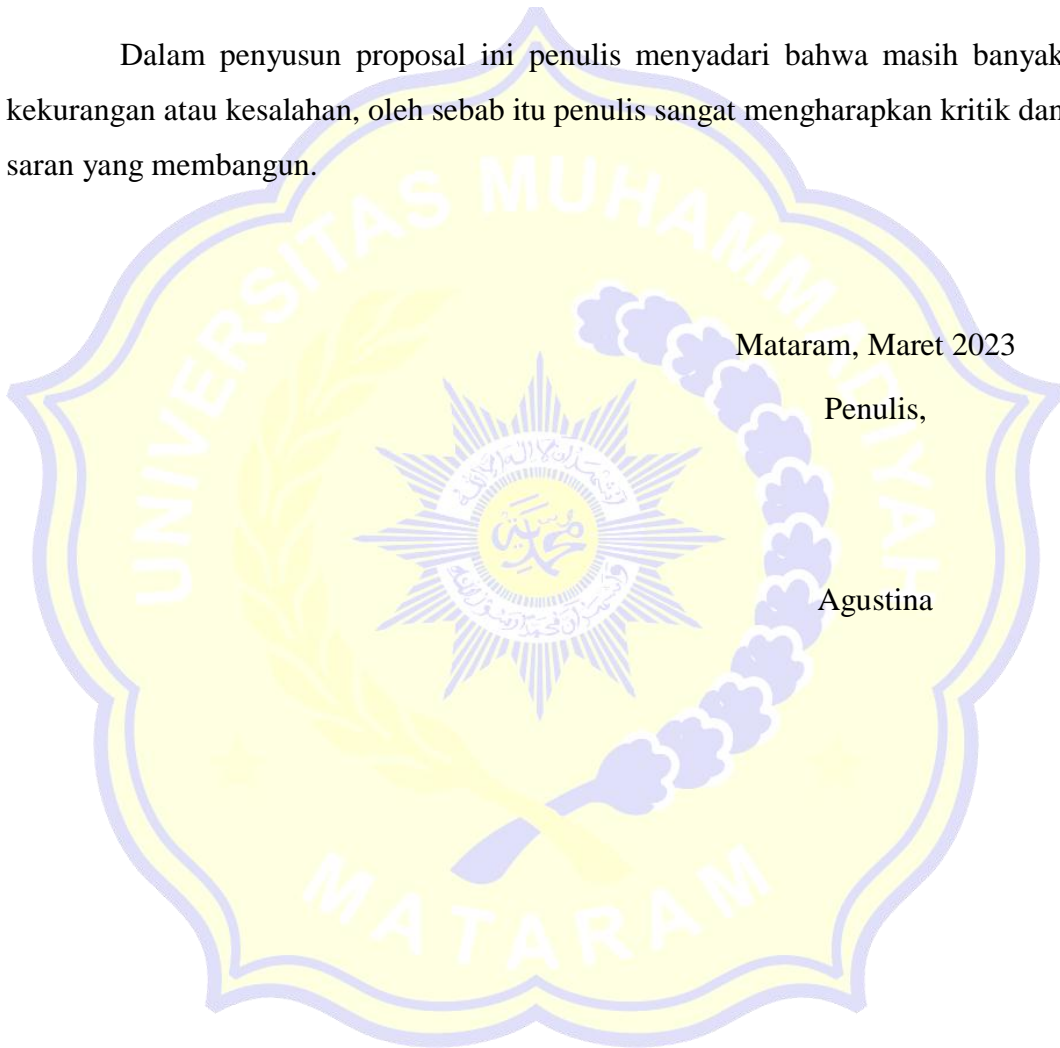 Dalam penyusun proposal ini penulis menyadari bahwa masih banyak
kekurangan atau kesalahan, oleh sebab itu penulis sangat mengharapkan kritik dan
saran yang membangun.
UNIVERSITAS MUHAMMADIYAH
Mataram, Maret 2023
Penulis,
Agustina
MATARAM